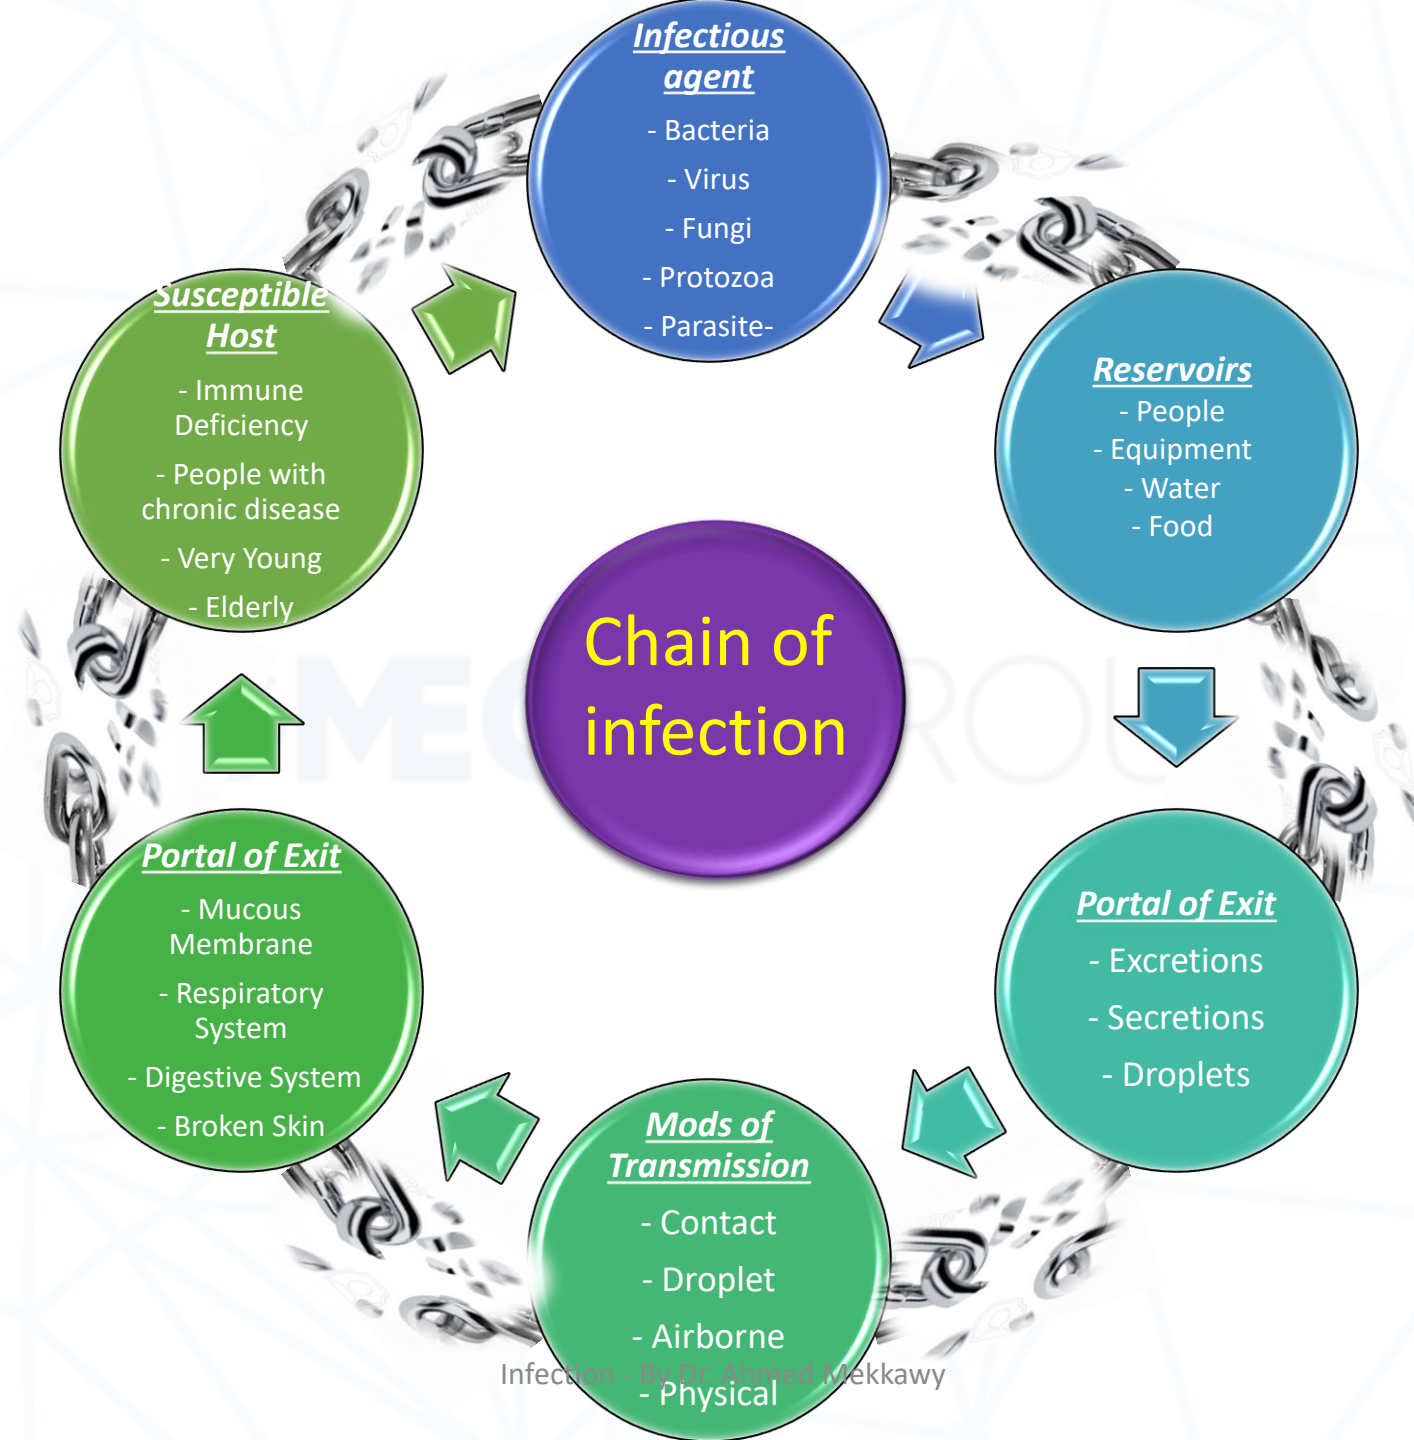 Infectious
agent
- Bacteria
- Virus
- Fungi
- Protozoa
- Parasite-
Reservoirs
- People
- Equipment
- Water
- Food
Portal of Exit
- Excretions
- Secretions
- Droplets
Mods of
Transmission
- Contact
- Droplet
- Airborne
- Physical
Portal of Exit
- Mucous
Membrane
- Respiratory
System
- Digestive System
- Broken Skin
Susceptible
Host
- Immune
Deficiency
- People with
chronic disease
- Very Young
- Elderly
Chain of
infection
Infection - By Dr. Ahmed Mekkawy